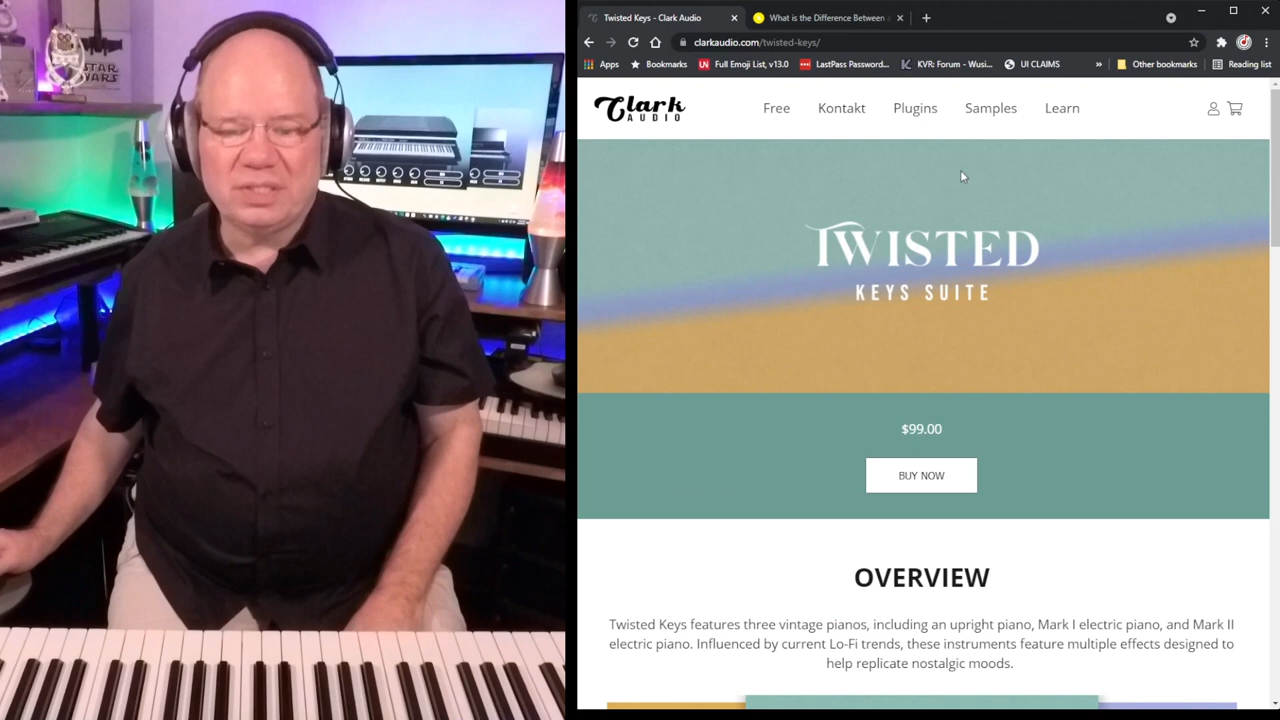 STAR
WARS
Twisted Keys - Clark Audio
What is the Difference Between
clarkaudio.com/twisted-keys/
Apps Bookmarks Full Emoji List, v13.0 LastPass Password... KVR: Forum - Wusi... UI CLAIMS » Other bookmarks Reading list
Clark
AUDIO
Free Kontakt Plugins Samples Learn
TWISTED
KEYS SUITE
$99.00
BUY NOW
OVERVIEW
Twisted Keys features three vintage pianos, including an upright piano, Mark I electric piano, and Mark II
electric piano. Influenced by current Lo-Fi trends, these instruments feature multiple effects designed to
help replicate nostalgic moods.